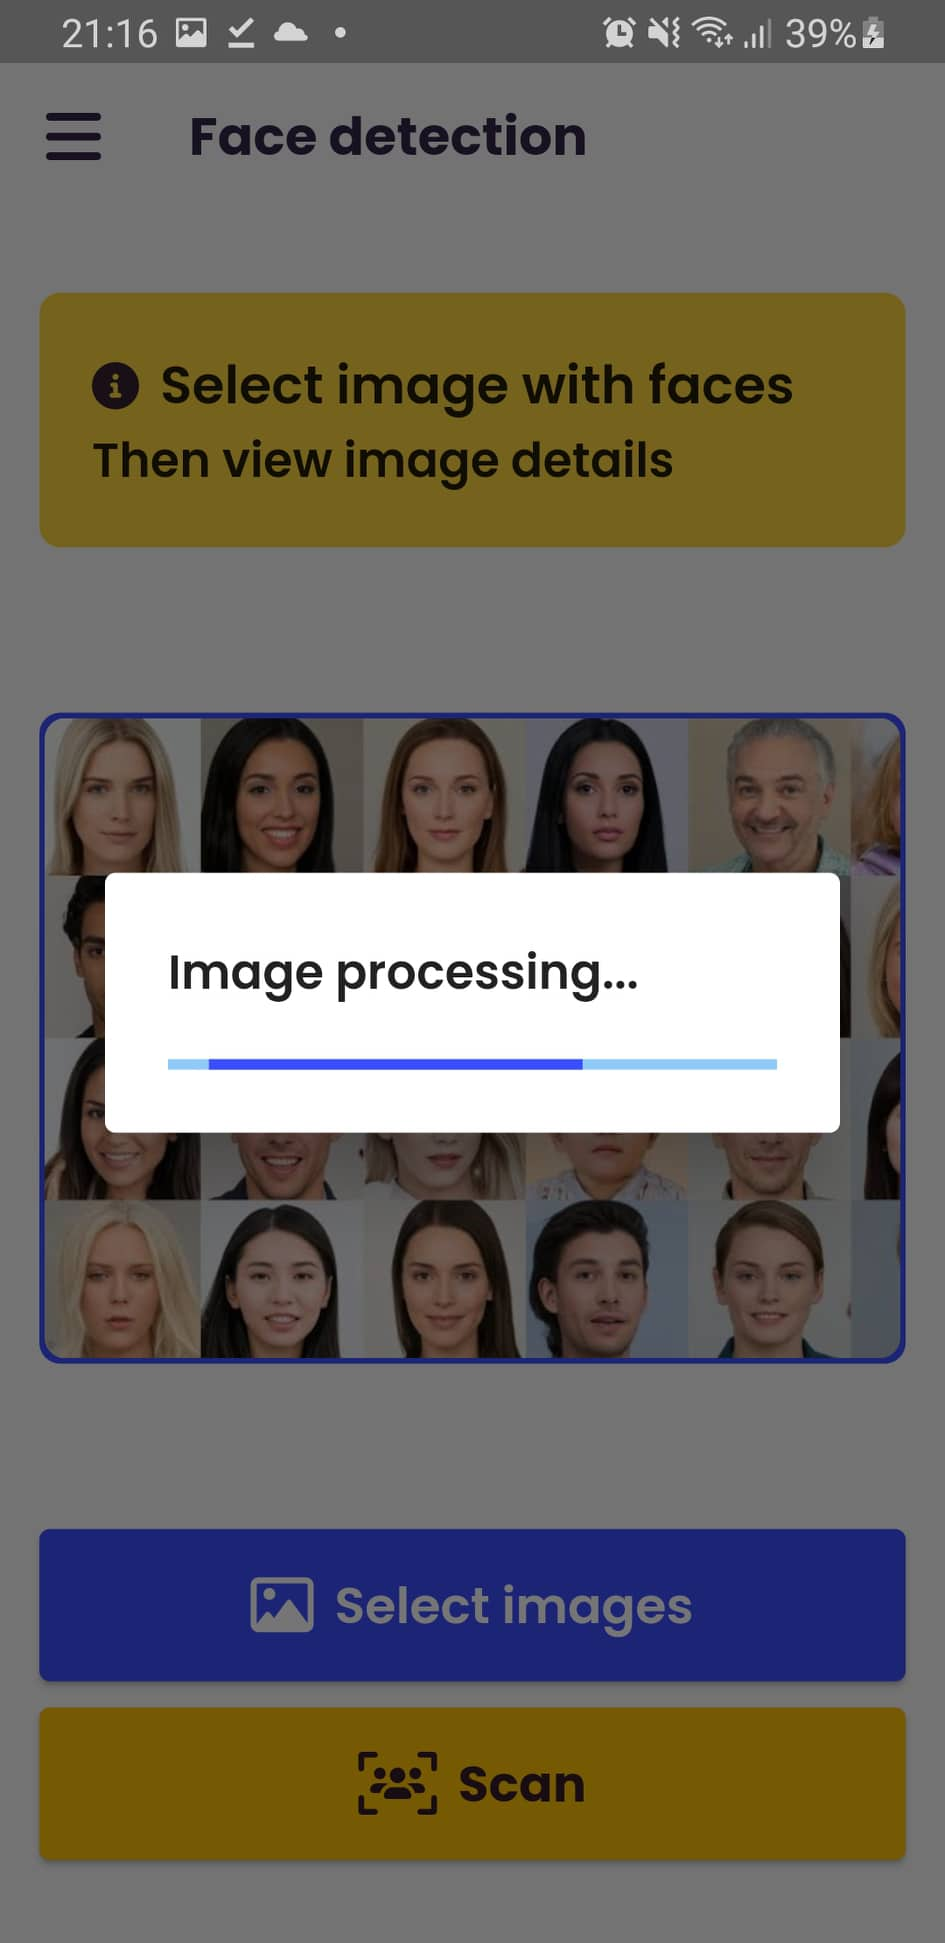 21:16 39%
Face detection
Select image with faces
Then view image details
Image processing...
Select images
Scan